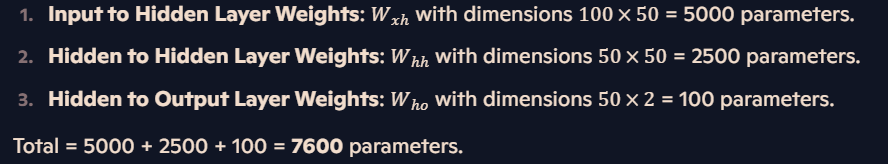 1. Input to Hidden Layer Weights: W_xh with dimensions 100 × 50 = 5000 parameters.
2. Hidden to Hidden Layer Weights: W_hh with dimensions 50 × 50 = 2500 parameters.
3. Hidden to Output Layer Weights: W_ho with dimensions 50 × 2 = 100 parameters.
Total = 5000 + 2500 + 100 = 7600 parameters.